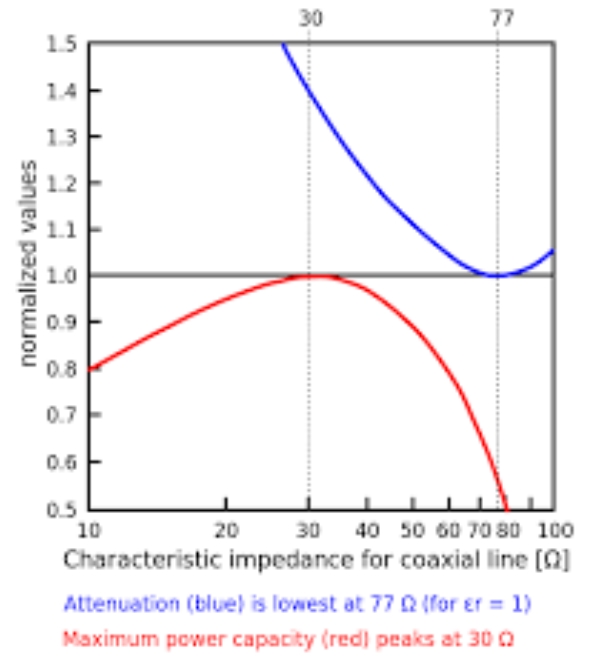 30 77
1.5
1.4
1.3
1.2
1.1
1.0
0.9
0.8
0.7
0.6
0.5
normalized values
10 20 30 40 50 60 70 80 100
Characteristic impedance for coaxial line [Ω]
Attenuation (blue) is lowest at 77 Ω (for εr = 1)
Maximum power capacity (red) peaks at 30 Ω